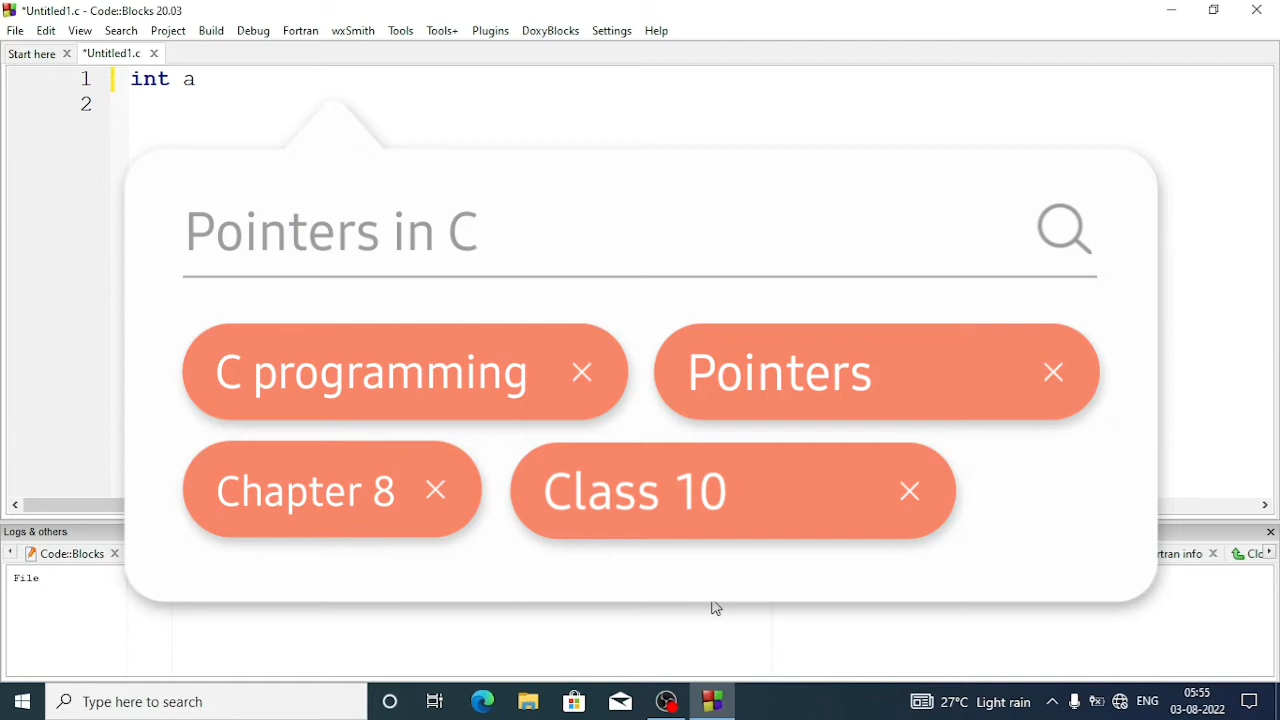 *Untitled1.c - Code::Blocks 20.03
File Edit View Search Project Build Debug Fortran wxSmith Tools Tools+ Plugins DoxyBlocks Settings Help
Start here *Untitled1.c
1 int a
2
Pointers in C
C programming Pointers
Chapter 8 Class 10
Logs & others
Code::Blocks rtran info Clo
File
Type here to search 27°C Light rain ENG 05:55
03-08-2022